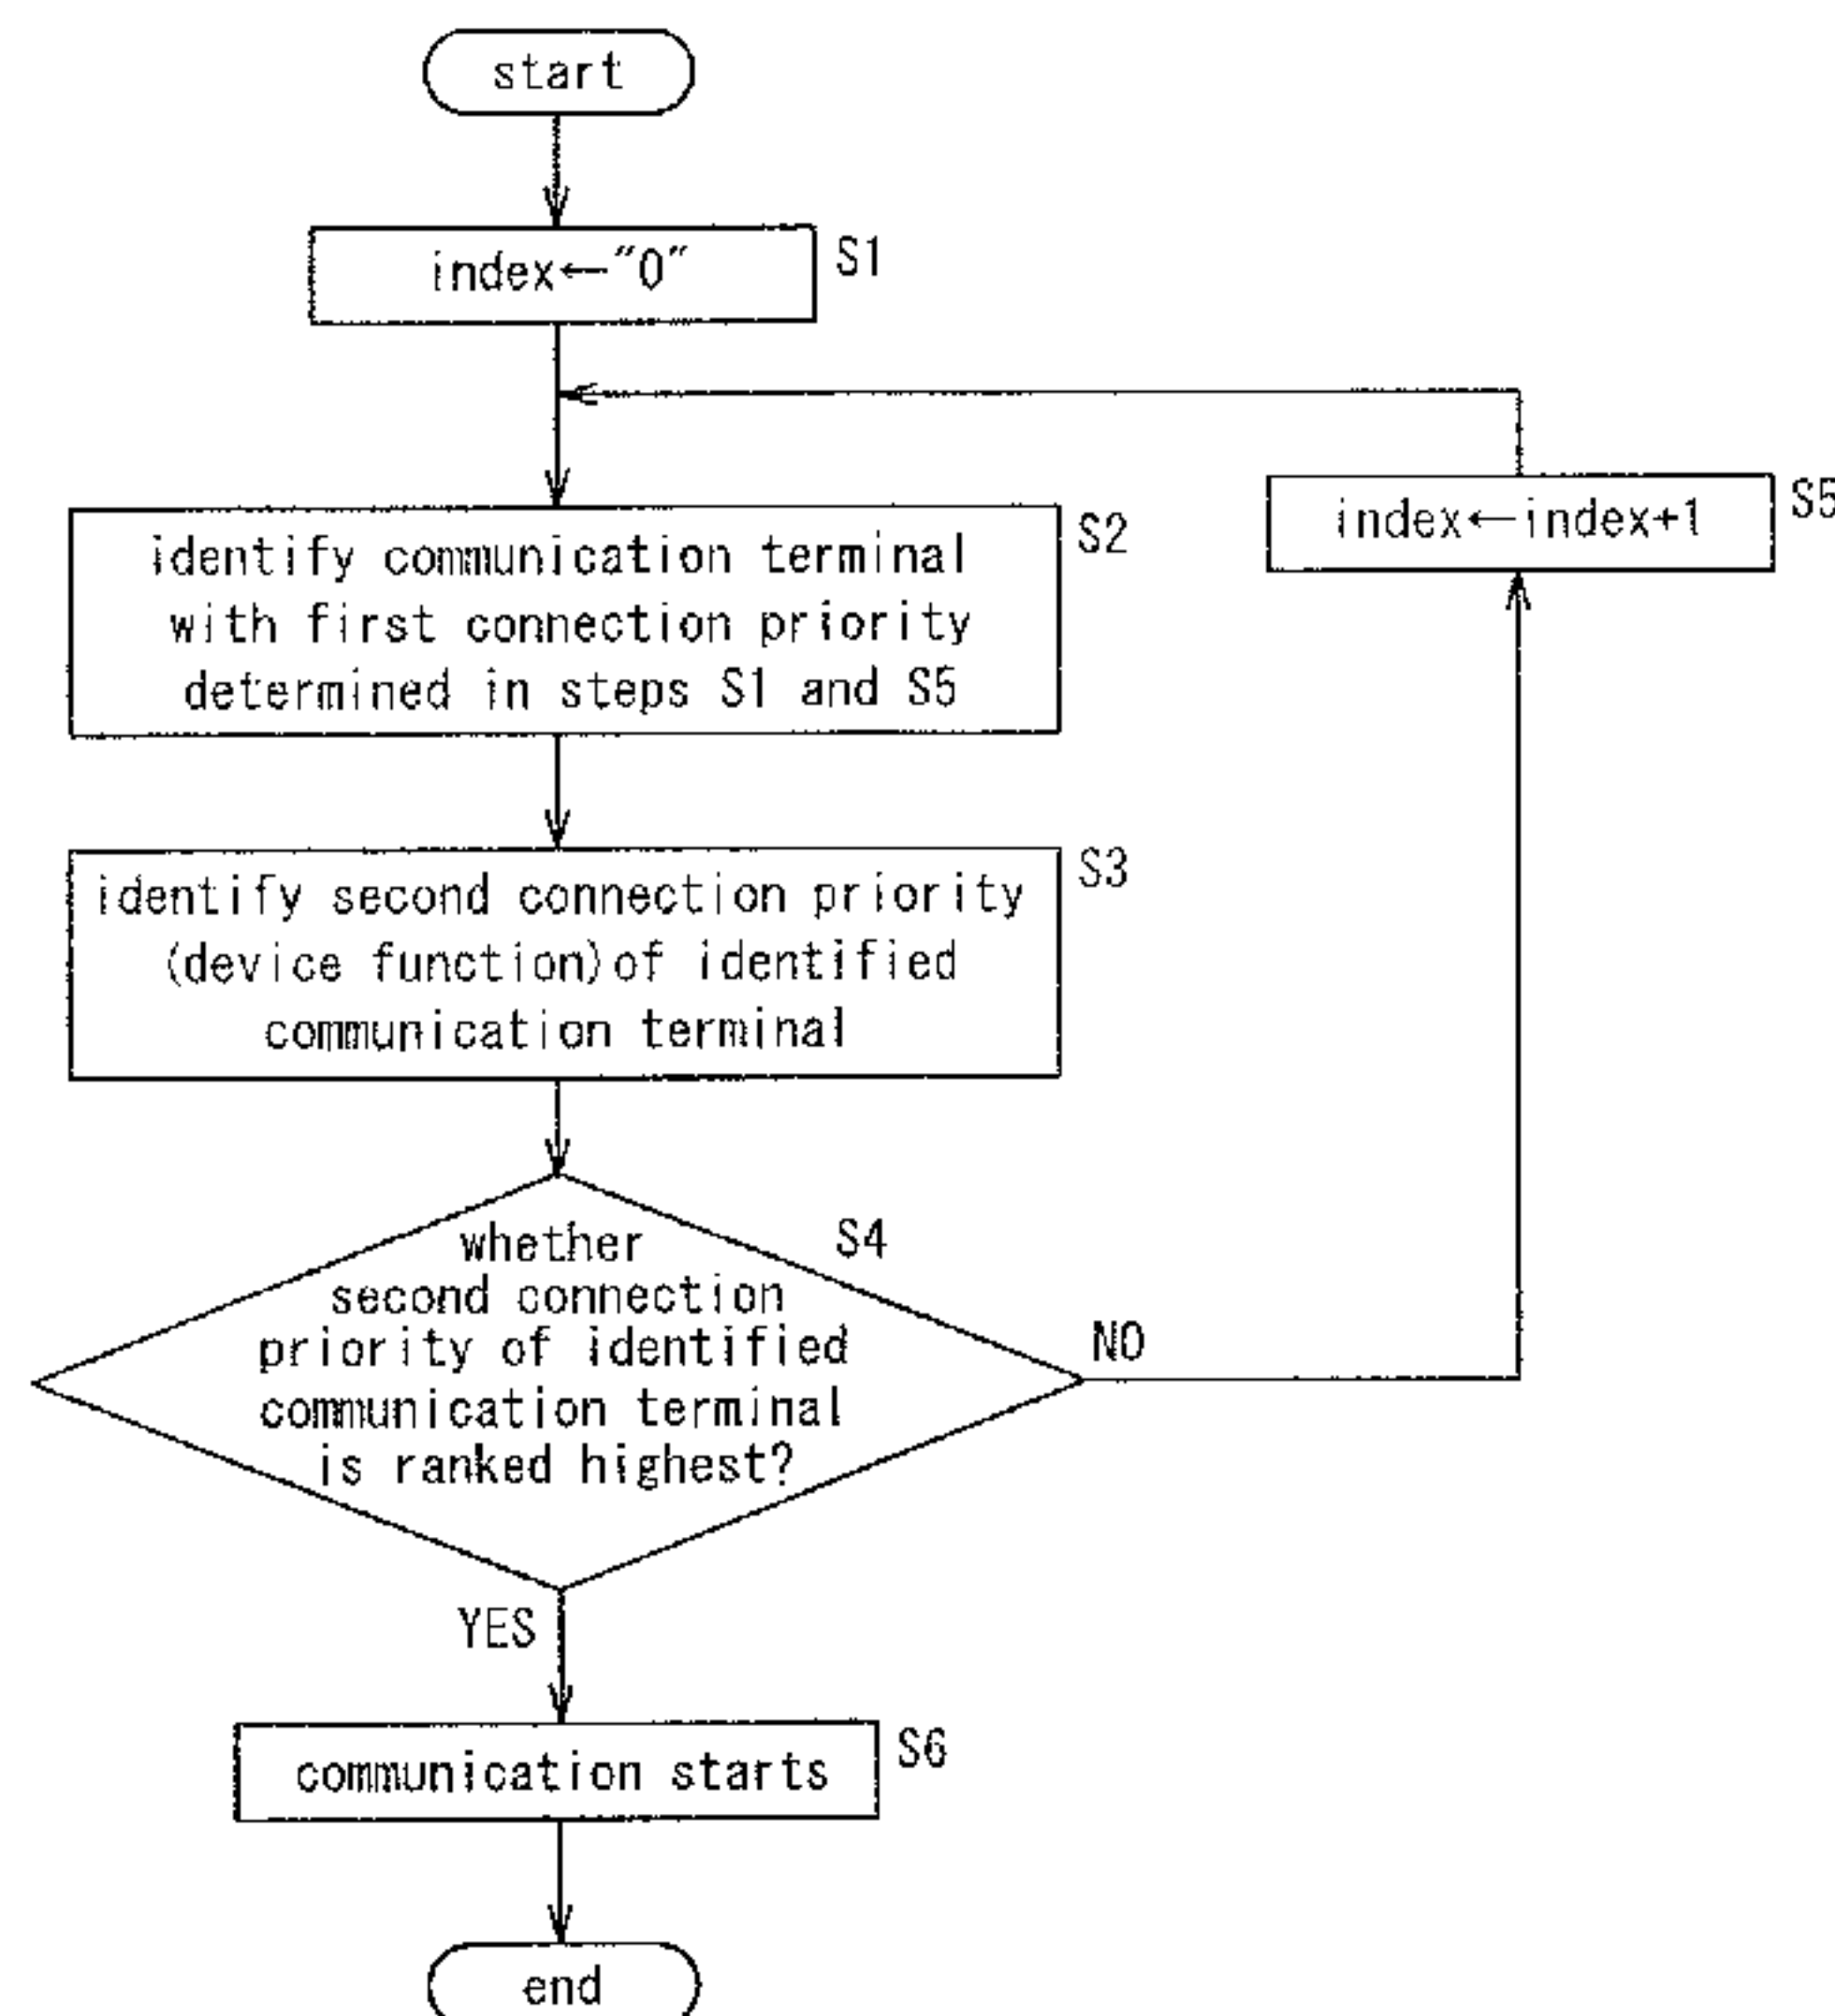 start
index←"0"
S1
index←index+1
S5
identify communication terminal
with first connection priority
determined in steps S1 and S5
S2
identify second connection priority
(device function)of identified
communication terminal
S3
whether
second connection
priority of identified
communication terminal
is ranked highest?
S4
NO
YES
communication starts
S6
end